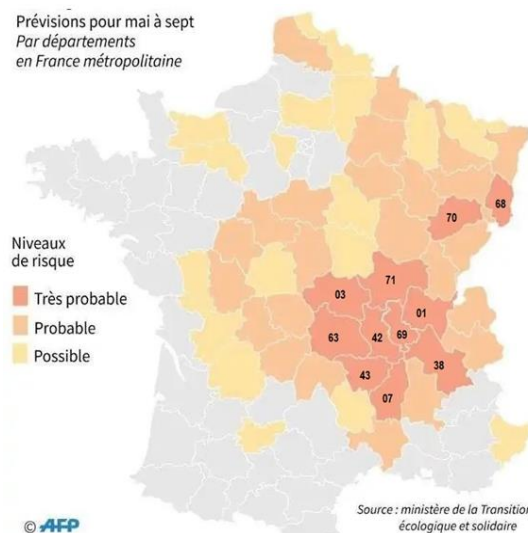 Prévisions pour mai à sept
Par départements
en France métropolitaine
68
70
Niveaux
de risque
Très probable
Probable
Possible
71
03
01
63
42
69
38
43
07
© AFP
Source : ministère de la Transition
écologique et solidaire